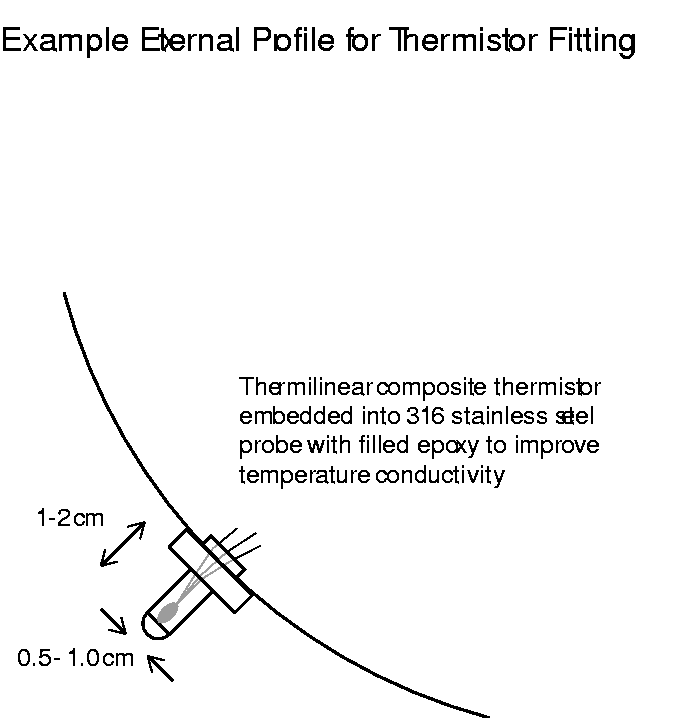 Example External Profile for Thermistor Fitting
Thermilinear composite thermistor
embedded into 316 stainless steel
probe with filled epoxy to improve
temperature conductivity
1-2cm
0.5- 1.0cm